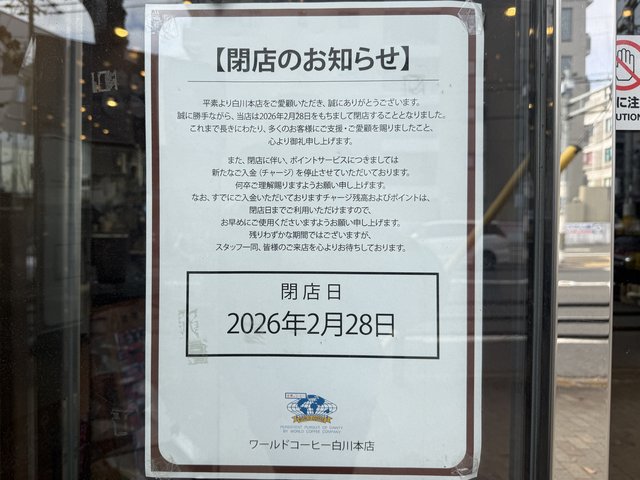 【閉店のお知らせ】
平素より白川本店をご愛顧いただき、誠にありがとうございます。
誠に勝手ながら、当店は2026年2月28日をもちまして閉店することとなりました。
これまで長きにわたり、多くのお客様にご支援・ご愛顧を賜りましたこと、
心より御礼申し上げます。
また、閉店に伴い、ポイントサービスにつきましては
新たなご入金（チャージ）を停止させていただいております。
何卒ご理解賜りますようお願い申し上げます。
なお、すでにご入金いただいておりますチャージ残高およびポイントは、
閉店日までご利用いただけますので、
お早めにご使用くださいますようお願い申し上げます。
残りわずかな期間ではございますが、
スタッフ一同、皆様のご来店を心よりお待ちしております。
閉店日
2026年2月28日
WORLD COFFEE
PERSISTENT PURSUIT OF DAINTY
BY WORLD COFFEE COMPANY
ワールドコーヒー白川本店
に注
UTION